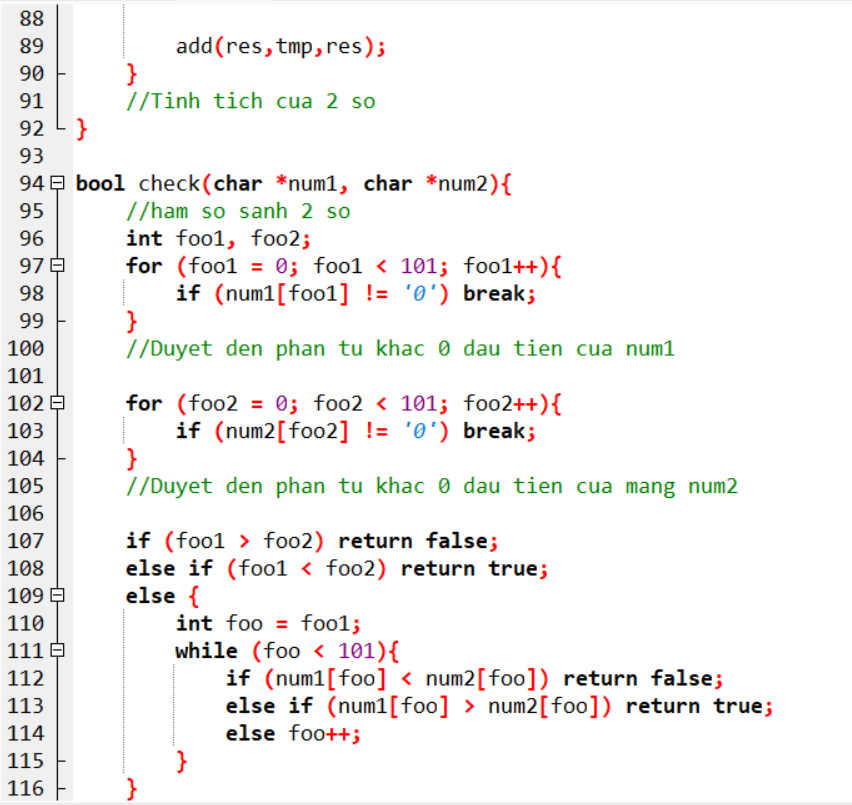 88
89 add(res,tmp,res);
90 }
91 //Tinh tich cua 2 so
92 }
93
94 bool check(char *num1, char *num2){
95 //ham so sanh 2 so
96 int foo1, foo2;
97 for (foo1 = 0; foo1 < 101; foo1++){
98 if (num1[foo1] != '0') break;
99 }
100 //Duyet den phan tu khac 0 dau tien cua num1
101
102 for (foo2 = 0; foo2 < 101; foo2++){
103 if (num2[foo2] != '0') break;
104 }
105 //Duyet den phan tu khac 0 dau tien cua mang num2
106
107 if (foo1 > foo2) return false;
108 else if (foo1 < foo2) return true;
109 else {
110 int foo = foo1;
111 while (foo < 101){
112 if (num1[foo] < num2[foo]) return false;
113 else if (num1[foo] > num2[foo]) return true;
114 else foo++;
115 }
116 }